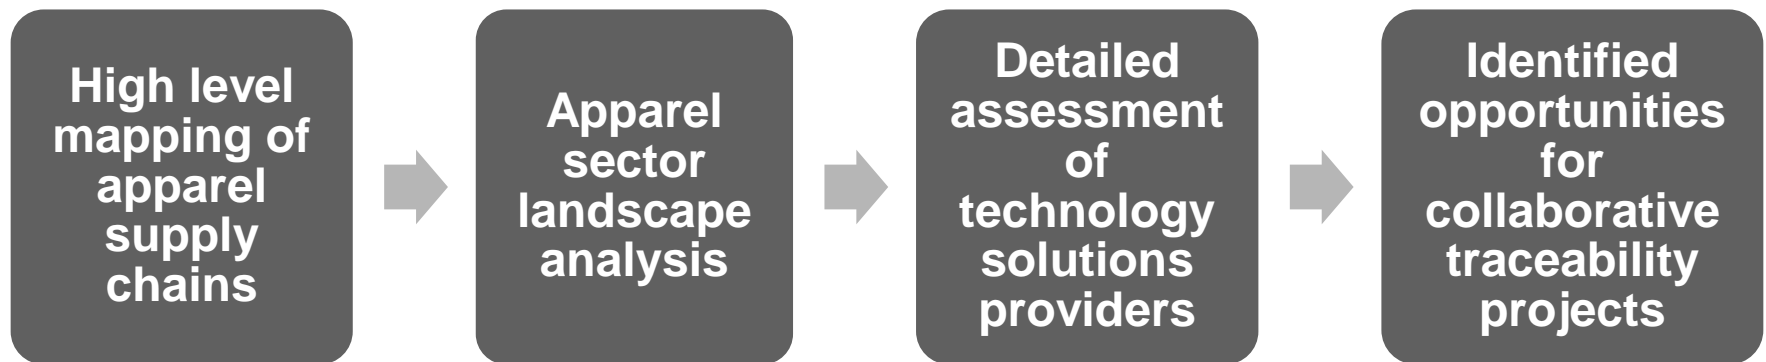 High level
mapping of
apparel
supply
chains
Apparel
sector
landscape
analysis
Detailed
assessment
of
technology
solutions
providers
Identified
opportunities
for
collaborative
traceability
projects